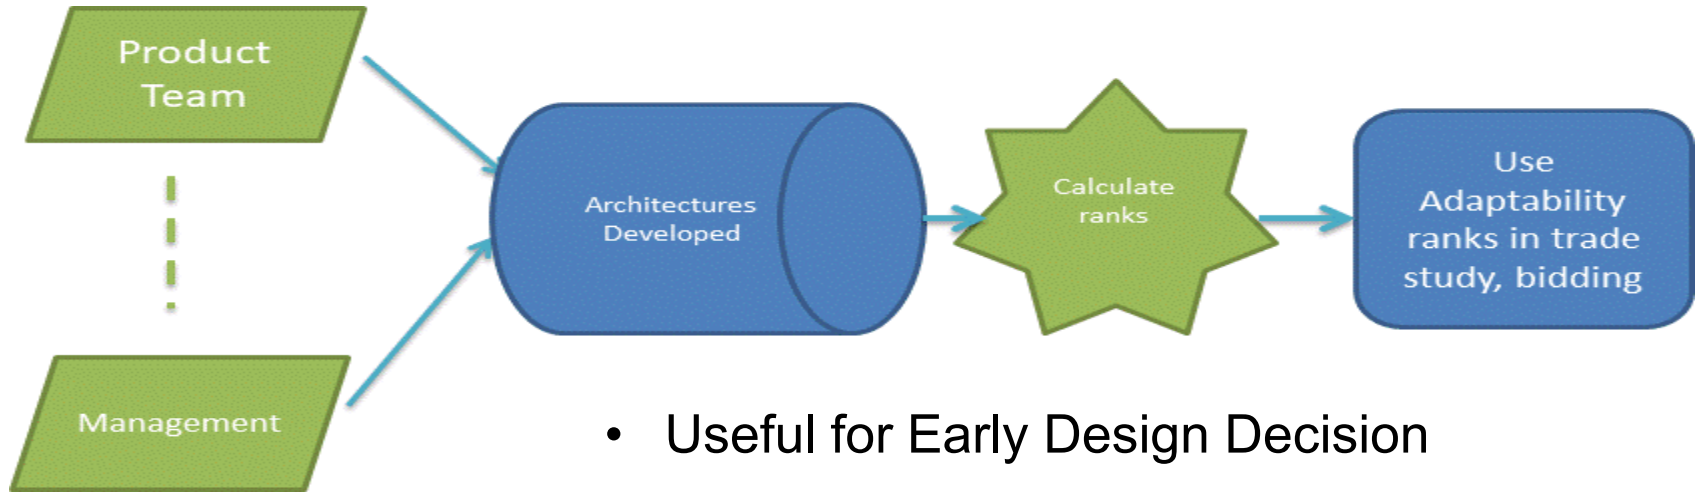 Product
Team
Management
Architectures
Developed
Calculate
ranks
Use
Adaptability
ranks in trade
study, bidding
• Useful for Early Design Decision